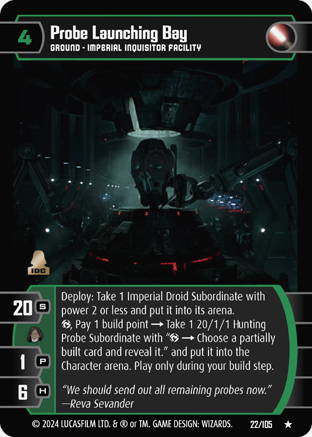 4
Probe Launching Bay
GROUND - IMPERIAL INQUISITOR FACILITY
IDC
20 S
1 P
6 H
Deploy: Take 1 Imperial Droid Subordinate with
power 2 or less and put it into its arena.
, Pay 1 build point → Take 1 20/1/1 Hunting
Probe Subordinate with “ → Choose a partially
built card and reveal it.” and put it into the
Character arena. Play only during your build step.
“We should send out all remaining probes now.”
—Reva Sevander
© 2024 LUCASFILM LTD. & ® or TM. GAME DESIGN: WIZARDS.
22/105